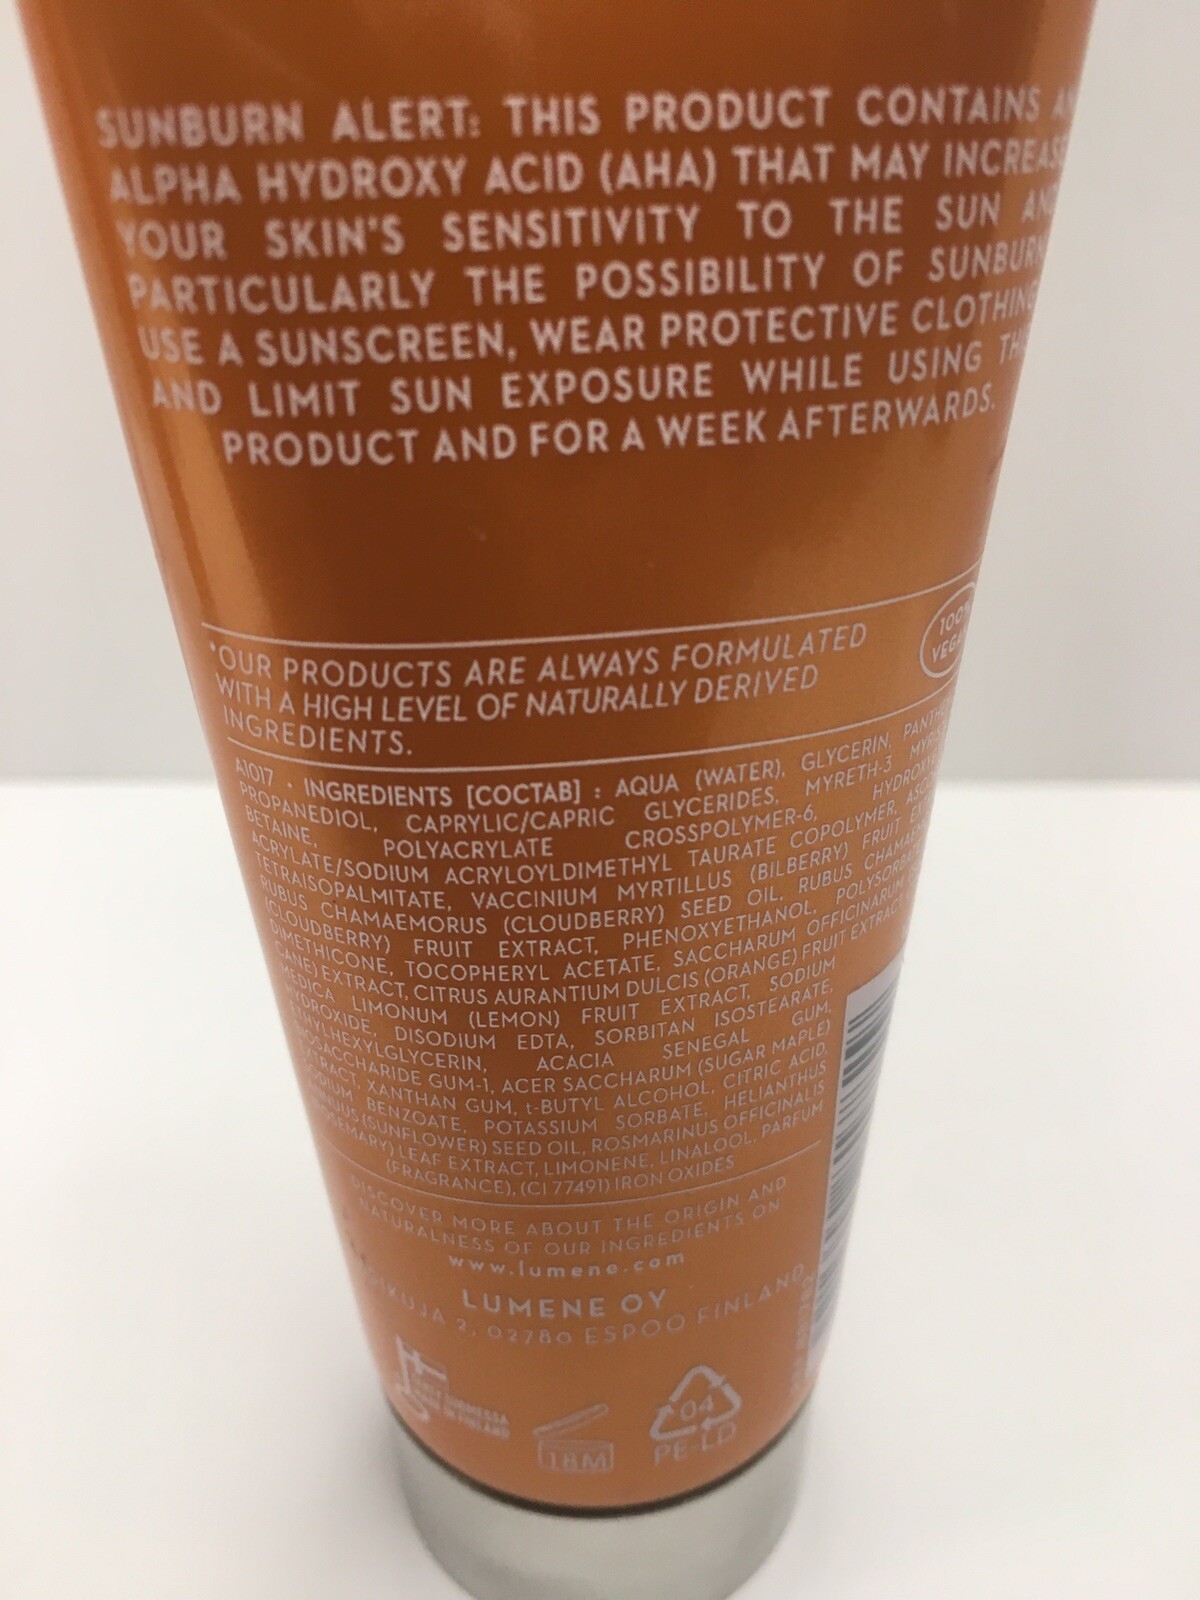 SUNBURN ALERT: THIS PRODUCT CONTAINS
ALPHA HYDROXY ACID (AHA) THAT MAY INCREASE
YOUR SKIN'S SENSITIVITY TO THE SUN AND
PARTICULARLY THE POSSIBILITY OF SUNBURN
USE A SUNSCREEN, WEAR PROTECTIVE CLOTHING
AND LIMIT SUN EXPOSURE WHILE USING
PRODUCT AND FOR A WEEK AFTERWARDS.
100%
*OUR PRODUCTS ARE ALWAYS FORMULATED
WITH A HIGH LEVEL OF NATURALLY DERIVED
INGREDIENTS.
A1017 . INGREDIENTS [COCTAB] : AQUA (WATER), GLYCERIN,
PROPANEDIOL, CAPRYLIC/CAPRIC GLYCERIDES, MYRETH-3
BETAINE, POLYACRYLATE CROSSPOLYMER-6,
ACRYLATE/SODIUM ACRYLOYLDIMETHYL TAURATE COPOLYMER,
TETRAISOPALMITATE, VACCINIUM MYRTILLUS (BILBERRY) FRUIT
RUBUS CHAMAEMORUS (CLOUDBERRY) SEED OIL, RUBUS
(CLOUDBERRY) FRUIT EXTRACT, PHENOXYETHANOL,
DIMETHICONE, TOCOPHERYL ACETATE, SACCHARUM OFFICINARUM
CANE) EXTRACT, CITRUS AURANTIUM DULCIS (ORANGE) FRUIT EXTRACT
MEDICA LIMONUM (LEMON) FRUIT EXTRACT, SODIUM
HYDROXIDE, DISODIUM EDTA, SORBITAN ISOSTEARATE,
ACACIA SENEGAL GUM,
GUM-1, ACER SACCHARUM (SUGAR MAPLE)
EXTRACT, XANTHAN GUM, t-BUTYL ALCOHOL, CITRIC ACID,
BENZOATE, POTASSIUM SORBATE, HELIANTHUS
(SUNFLOWER) SEED OIL, ROSMARINUS OFFICINALIS
LEAF EXTRACT, LIMONENE, LINALOOL, PARFUM
(FRAGRANCE), (CI 77491) IRON OXIDES
DISCOVER MORE ABOUT THE ORIGIN AND
NATURALNESS OF OUR INGREDIENTS ON
www.lumene.com
LUMENE OY
2, 02780 ESPOO FINLAND
18M
04
PE-LD